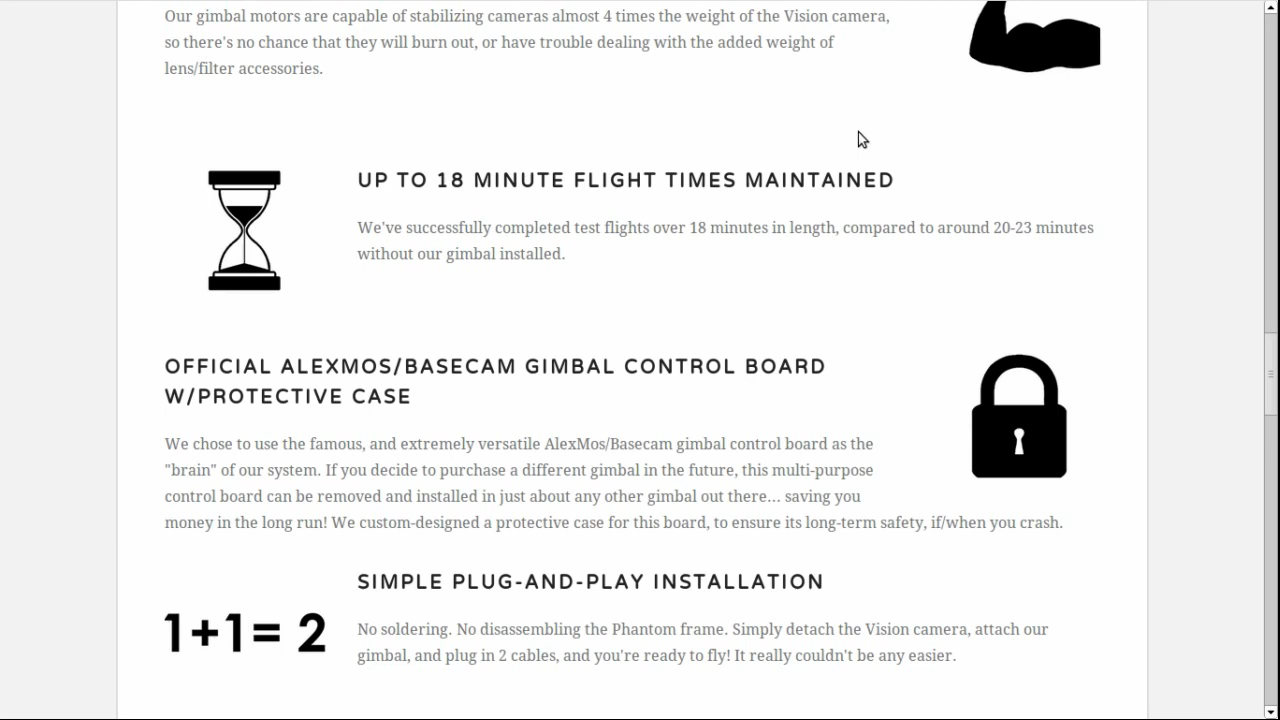 Our gimbal motors are capable of stabilizing cameras almost 4 times the weight of the Vision camera,
so there's no chance that they will burn out, or have trouble dealing with the added weight of
lens/filter accessories.
UP TO 18 MINUTE FLIGHT TIMES MAINTAINED
We've successfully completed test flights over 18 minutes in length, compared to around 20-23 minutes
without our gimbal installed.
OFFICIAL ALEXMOS/BASECAM GIMBAL CONTROL BOARD
W/PROTECTIVE CASE
We chose to use the famous, and extremely versatile AlexMos/Basecam gimbal control board as the
"brain" of our system. If you decide to purchase a different gimbal in the future, this multi-purpose
control board can be removed and installed in just about any other gimbal out there... saving you
money in the long run! We custom-designed a protective case for this board, to ensure its long-term safety, if/when you crash.
SIMPLE PLUG-AND-PLAY INSTALLATION
1+1= 2
No soldering. No disassembling the Phantom frame. Simply detach the Vision camera, attach our
gimbal, and plug in 2 cables, and you're ready to fly! It really couldn't be any easier.